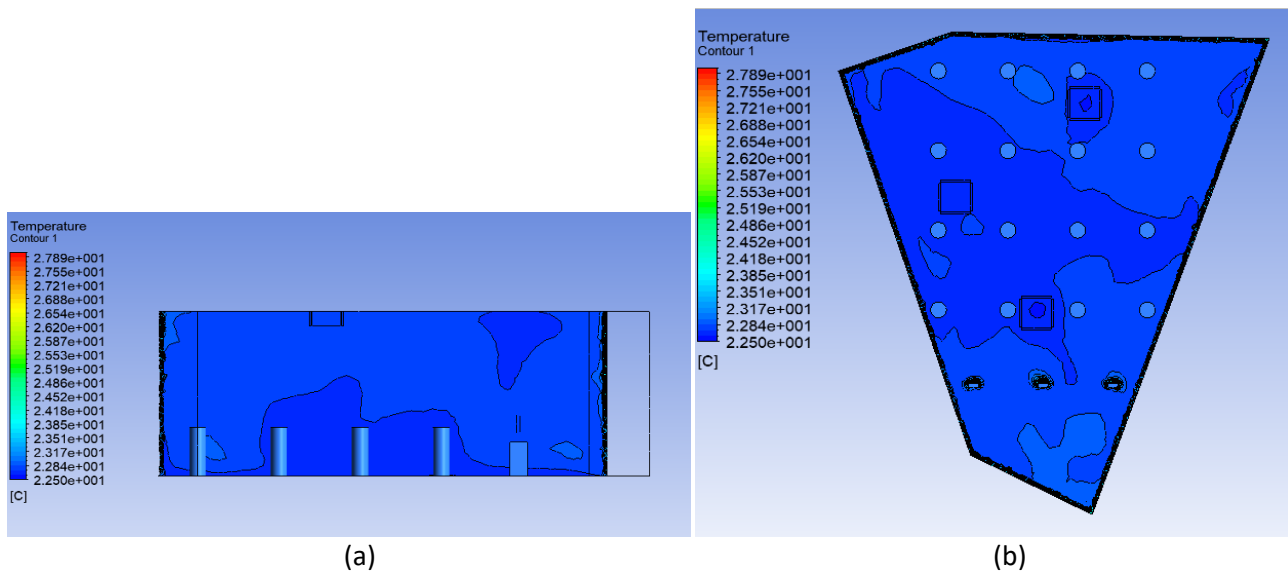 Temperature
Contour 1
2.789e+001
2.755e+001
2.721e+001
2.688e+001
2.654e+001
2.620e+001
2.587e+001
2.553e+001
2.519e+001
2.486e+001
2.452e+001
2.418e+001
2.385e+001
2.351e+001
2.317e+001
2.284e+001
2.250e+001
[C]
(a)
Temperature
Contour 1
2.789e+001
2.755e+001
2.721e+001
2.688e+001
2.654e+001
2.620e+001
2.587e+001
2.553e+001
2.519e+001
2.486e+001
2.452e+001
2.418e+001
2.385e+001
2.351e+001
2.317e+001
2.284e+001
2.250e+001
[C]
(b)